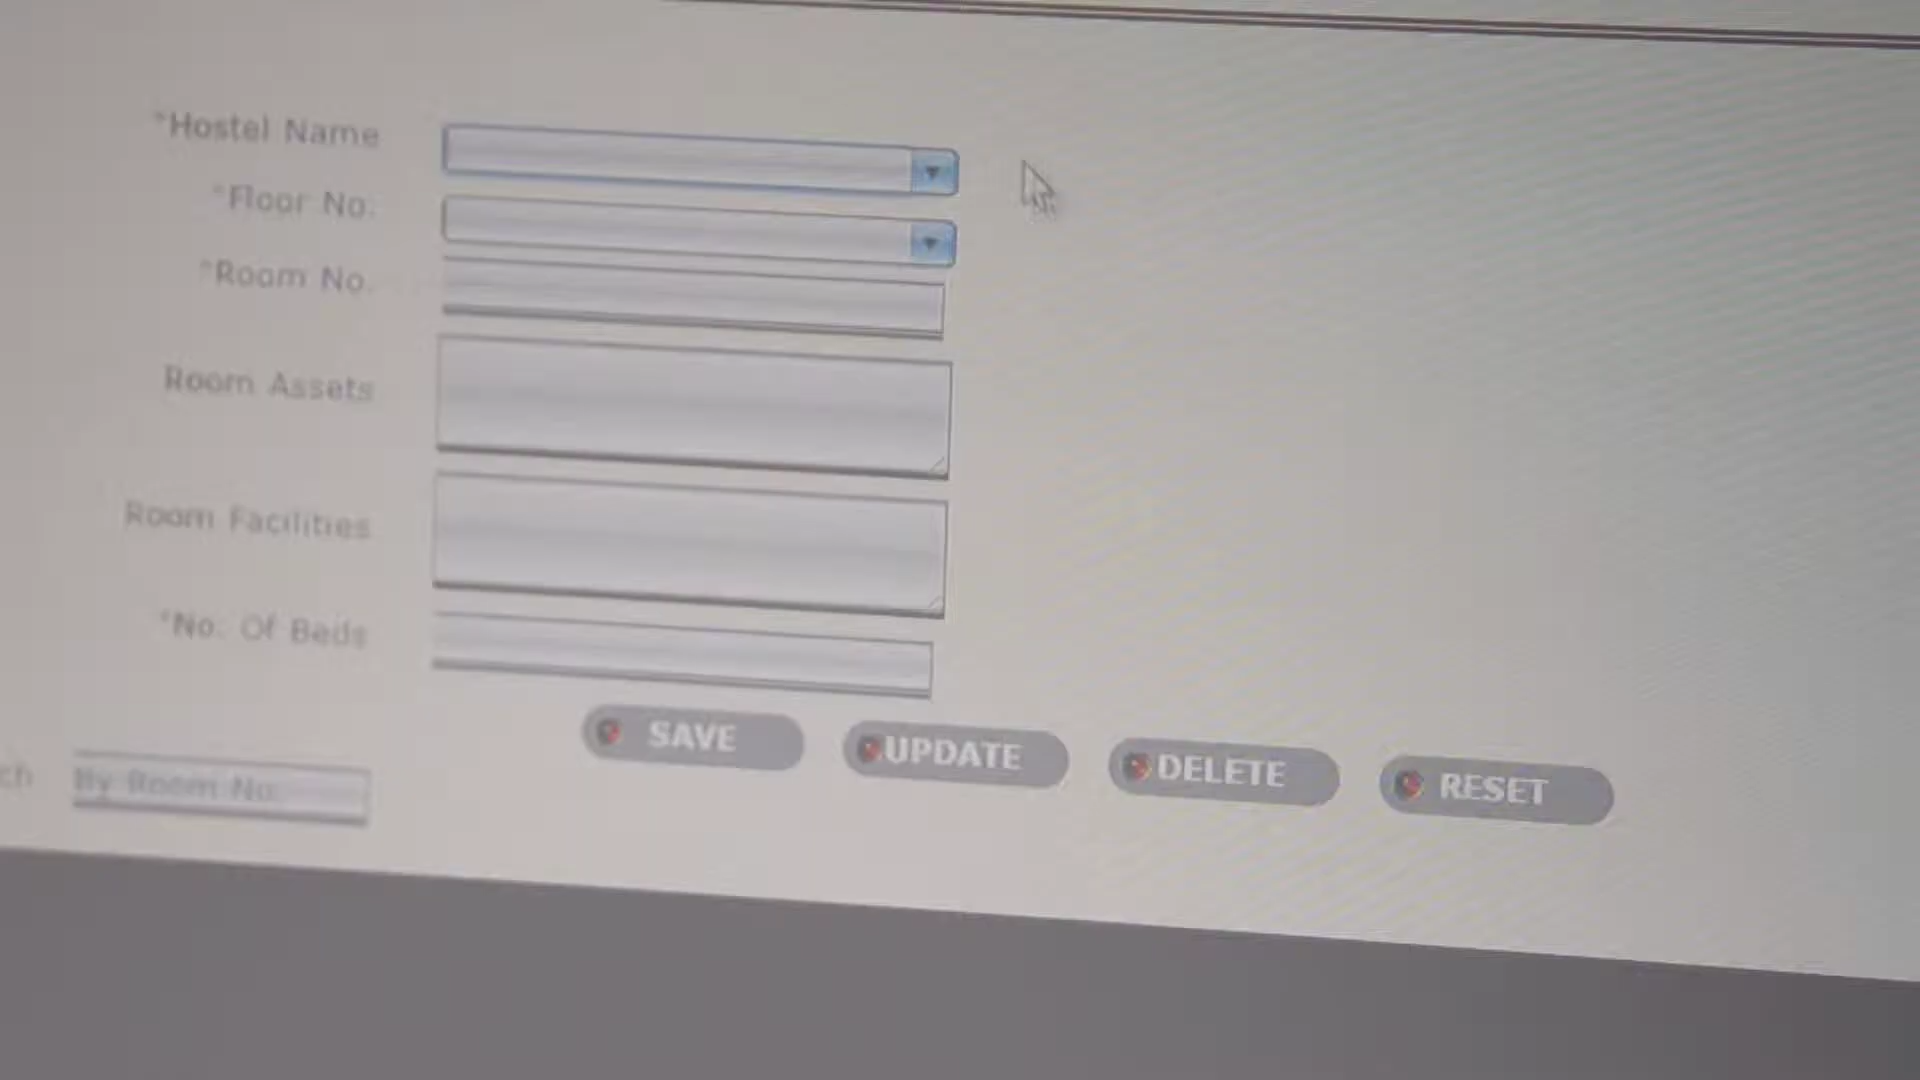 *Hostel Name
*Floor No.
*Room No.
Room Assets
Room Facilities
*No. Of Beds
SAVE UPDATE DELETE RESET
By Room No.